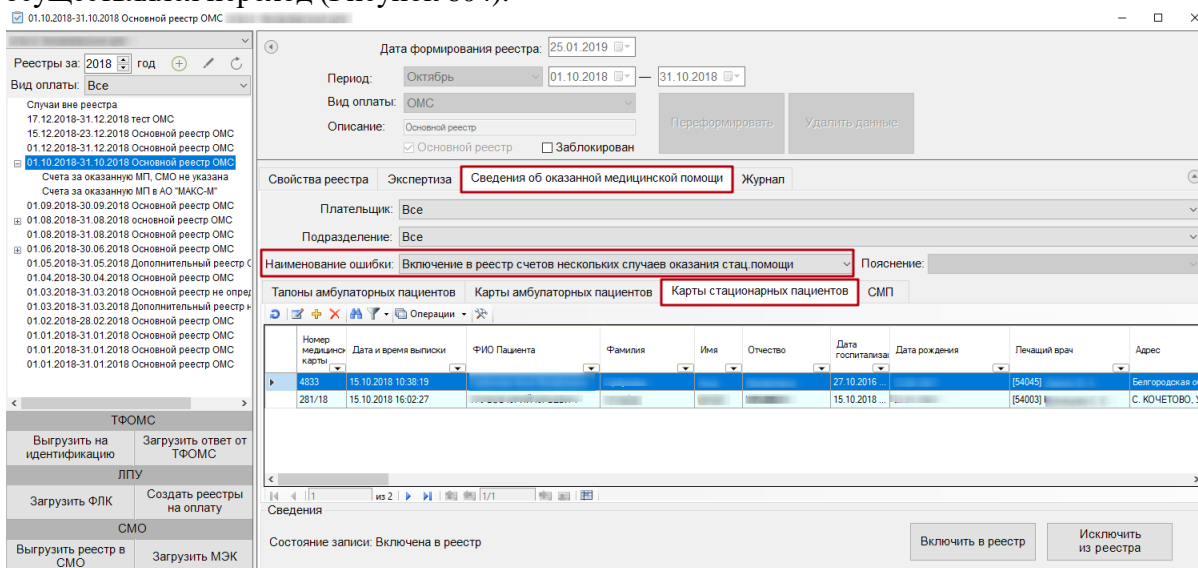 осуществлялся переход (Рисунок 804).
01.10.2018-31.10.2018 Основной реестр ОМС
Реестры за: 2018 год
Вид оплаты: Все
Случаи вне реестра
17.12.2018-31.12.2018 тест ОМС
15.12.2018-23.12.2018 Основной реестр ОМС
01.12.2018-31.12.2018 Основной реестр ОМС
01.10.2018-31.10.2018 Основной реестр ОМС
Счета за оказанную МП, СМО не указана
Счета за оказанную МП в АО "МАКС-М"
01.09.2018-30.09.2018 Основной реестр ОМС
01.08.2018-31.08.2018 основной реестр ОМС
01.08.2018-31.08.2018 Основной реестр ОМС
01.06.2018-30.06.2018 Основной реестр ОМС
01.05.2018-31.05.2018 Дополнительный реестр
01.04.2018-30.04.2018 Основной реестр ОМС
01.03.2018-31.03.2018 Основной реестр не опред
01.03.2018-31.03.2018 Дополнительный реестр н
01.02.2018-28.02.2018 Основной реестр ОМС
01.01.2018-31.01.2018 Основной реестр ОМС
01.01.2018-31.01.2018 Основной реестр ОМС
01.01.2018-31.01.2018 Основной реестр ОМС
ТФОМС
Выгрузить на идентификацию
Загрузить ответ от ТФОМС
ЛПУ
Загрузить ФЛК
Создать реестры на оплату
СМО
Выгрузить реестр в СМО
Загрузить МЭК
Дата формирования реестра: 25.01.2019
Период: Октябрь 01.10.2018 — 31.10.2018
Вид оплаты: ОМС
Описание: Основной реестр
Переформировать Удалить данные
Основной реестр Заблокирован
Свойства реестра Экспертиза Сведения об оказанной медицинской помощи Журнал
Плательщик: Все
Подразделение: Все
Наименование ошибки: Включение в реестр счетов нескольких случаев оказания стац.помощи Пояснение:
Талоны амбулаторных пациентов Карты амбулаторных пациентов Карты стационарных пациентов СМП
Операции
Номер медицинск карты Дата и время выписки ФИО Пациента Фамилия Имя Отчество Дата госпитализа Дата рождения Лечащий врач Адрес
4833 15.10.2018 10:38:19 27.10.2016 ... [54045] Белгородская о
281/18 15.10.2018 16:02:27 15.10.2018 ... [54003] С. КОЧЕТОВО,
1 из 2 1/1
Сведения
Состояние записи: Включена в реестр
Включить в реестр
Исключить из реестра